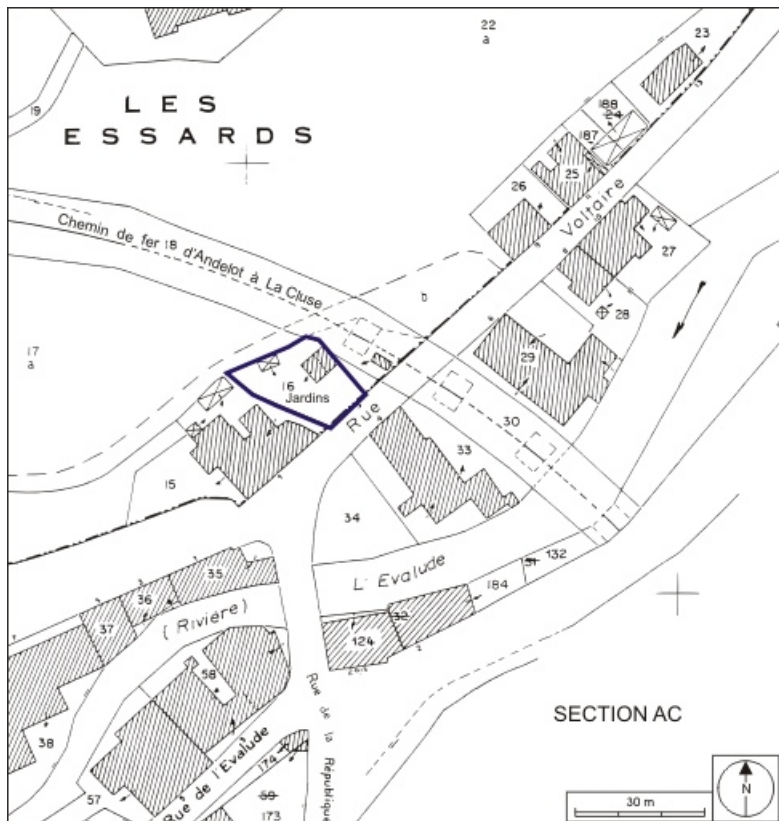 22
a
23
19
LES
ESSARDS
188
24
187
25
26
Voltaire
27
Chemin de fer 18 d'Andelot à La Cluse
b
28
17
a
29
16
Jardins
Rue
30
33
15
34
L'Evalude
132
31
184
35
36
37
(Rivière)
32
124
58
38
SECTION AC
Rue de la République
Rue de l'Evalude
174
59
57
173
30 m
N